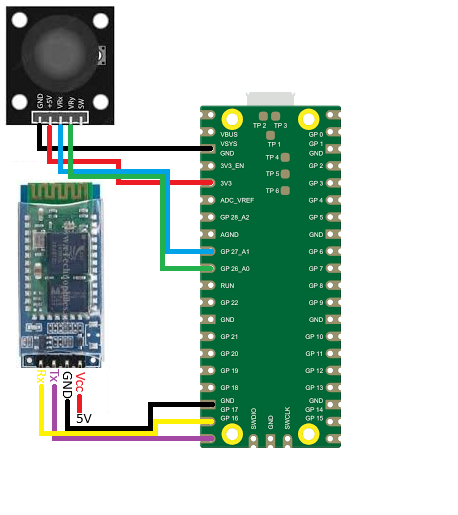 GND
+5V
VRx
VRy
SW
TP 2
TP 3
TP 1
TP 4
TP 5
TP 6
VBUS
VSYS
GND
3V3_EN
3V3
ADC_VREF
GP 28_A2
AGND
GP 27_A1
GP 26_A0
RUN
GP 22
GND
GP 21
GP 20
GP 19
GP 18
GND
GP 17
GP 16
GP 0
GP 1
GND
GP 2
GP 3
GP 4
GP 5
GND
GP 6
GP 7
GP 8
GP 9
GND
GP 10
GP 11
GP 12
GP 13
GND
GP 14
GP 15
SWDIO
GND
SWCLK
Rx
Tx
GND
Vcc
5V